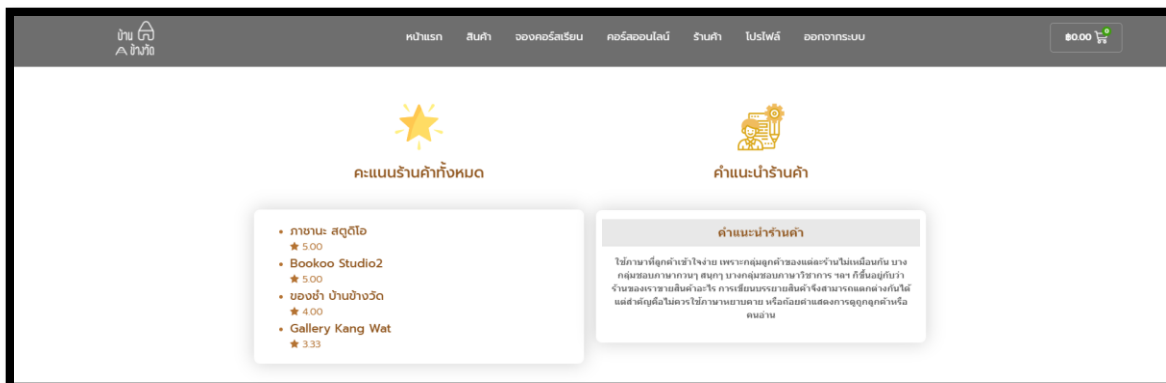 บ้าน
ข้างวัด
หน้าแรก สินค้า จองคอร์สเรียน คอร์สออนไลน์ ร้านค้า โปรไฟล์ ออกจากระบบ
฿0.00 0
คะแนนร้านค้าทั้งหมด
คำแนะนำร้านค้า
ภาชานะ สตูดิโอ
5.00
Bookoo Studio2
5.00
ของชำ บ้านข้างวัด
4.00
Gallery Kang Wat
3.33
คำแนะนำร้านค้า
ใช้ภาษาที่ลูกค้าเข้าใจง่าย เพราะกลุ่มลูกค้าของแต่ละร้านไม่เหมือนกัน บาง
กลุ่มชอบภาษากวนๆ สนุกๆ บางกลุ่มชอบภาษาวิชาการ ฯลฯ ก็ขึ้นอยู่กับว่า
ร้านของเราขายสินค้าอะไร การเขียนบรรยายสินค้าจึงสามารถแตกต่างกันได้
แต่สำคัญคือไม่ควรใช้ภาษาหยาบคาย หรือถ้อยคำแสดงการดูถูกลูกค้าหรือ
คนอ่าน